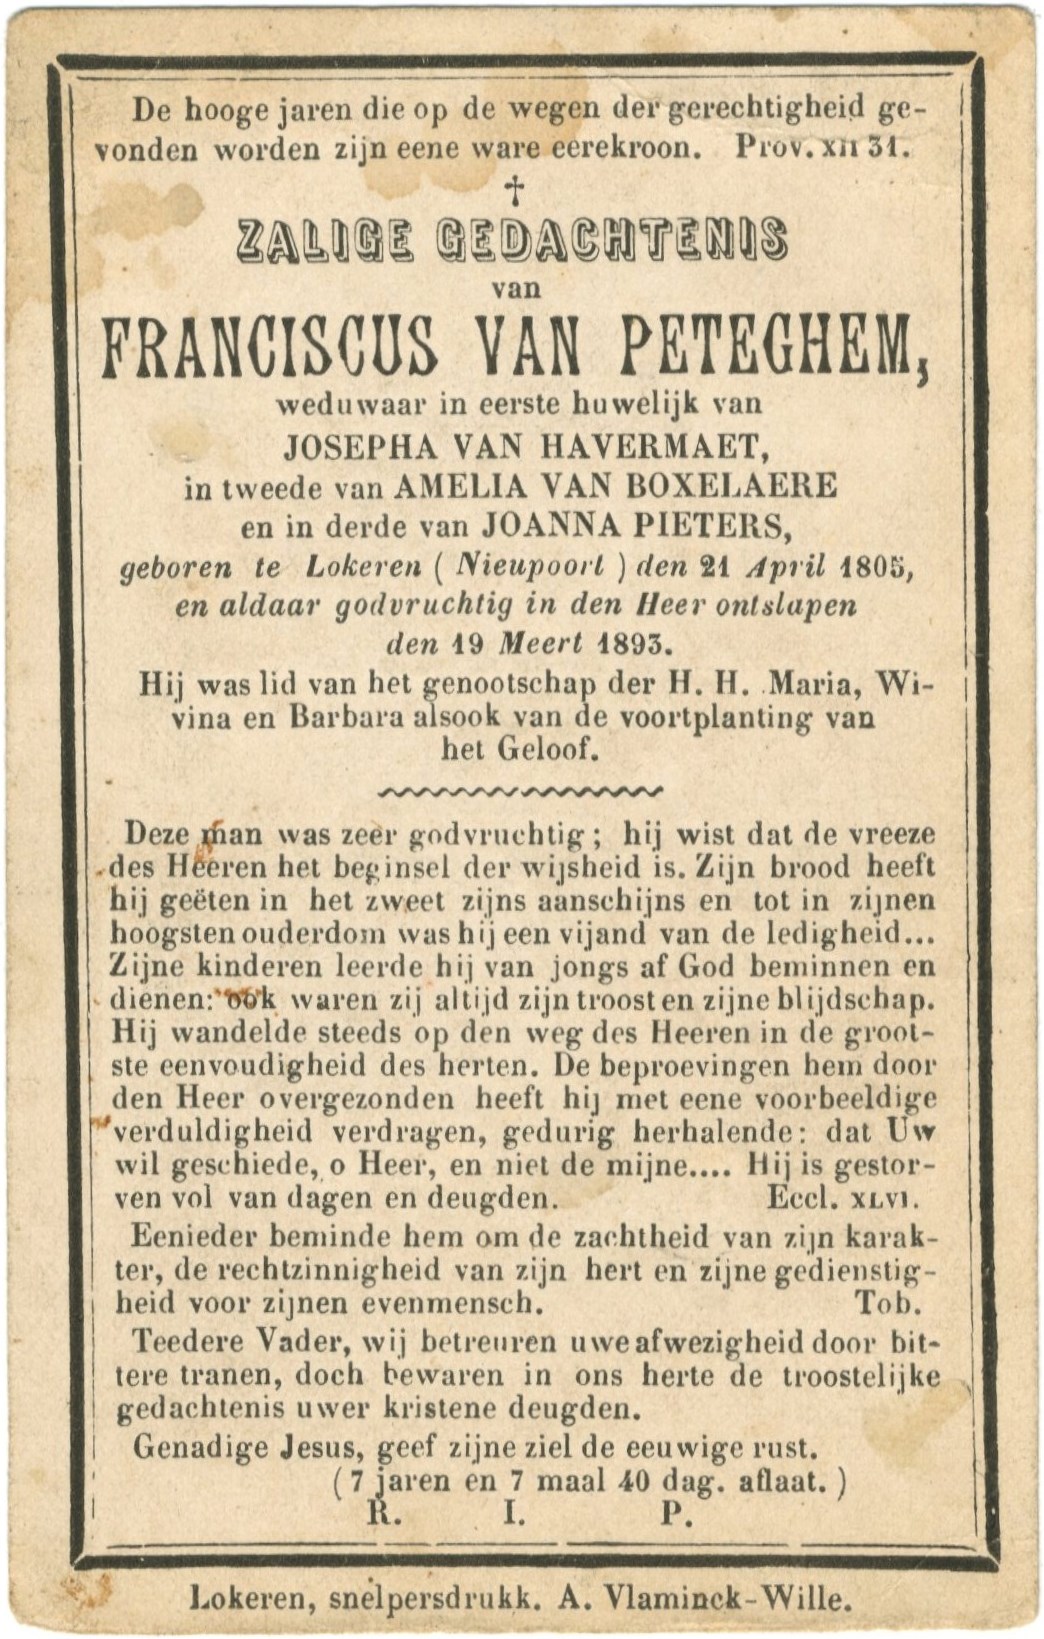 De hooge jaren die op de wegen der gerechtigheid ge-
vonden worden zijn eene ware eerekroon. Prov. XII 31.
†
ZALIGE GEDACHTENIS
van
FRANCISCUS VAN PETEGHEM,
weduwaar in eerste huwelijk van
JOSEPHA VAN HAVERMAET,
in tweede van AMELIA VAN BOXELAERE
en in derde van JOANNA PIETERS,
geboren te Lokeren ( Nieupoort ) den 21 April 1805,
en aldaar godvruchtig in den Heer ontslapen
den 19 Meert 1893.
Hij was lid van het genootschap der H. H. Maria, Wi-
vina en Barbara alsook van de voortplanting van
het Geloof.
Deze man was zeer godvruchtig; hij wist dat de vreeze
des Heeren het beginsel der wijsheid is. Zijn brood heeft
hij geëten in het zweet zijns aanschijns en tot in zijnen
hoogsten ouderdom was hij een vijand van de ledigheid...
Zijne kinderen leerde hij van jongs af God beminnen en
dienen: ook waren zij altijd zijn troost en zijne blijdschap.
Hij wandelde steeds op den weg des Heeren in de groot-
ste eenvoudigheid des herten. De beproevingen hem door
den Heer overgezonden heeft hij met eene voorbeeldige
verduldigheid verdragen, gedurig herhalende: dat Uw
wil geschiede, o Heer, en niet de mijne.... Hij is gestor-
ven vol van dagen en deugden. Eccl. XLVI.
Eenieder beminde hem om de zachtheid van zijn karak-
ter, de rechtzinnigheid van zijn hert en zijne gedienstig-
heid voor zijnen evenmensch. Tob.
Teedere Vader, wij betreuren uwe afwezigheid door bit-
tere tranen, doch bewaren in ons herte de troostelijke
gedachtenis uwer kristene deugden.
Genadige Jesus, geef zijne ziel de eeuwige rust.
( 7 jaren en 7 maal 40 dag. aflaat. )
R. I. P.
Lokeren, snelpersdrukk. A. Vlaminck-Wille.